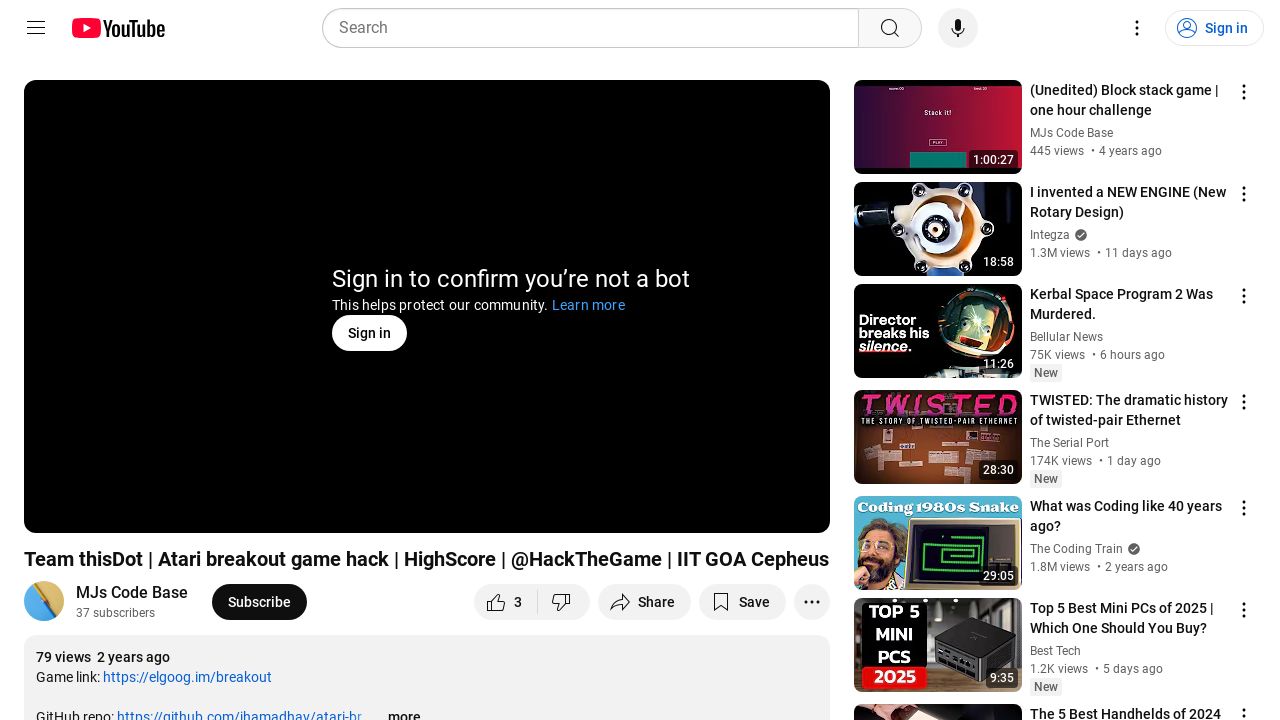 YouTube
Search
Sign in
Sign in to confirm you’re not a bot
This helps protect our community. Learn more
Sign in
Team thisDot | Atari breakout game hack | HighScore | @HackTheGame | IIT GOA Cepheus
MJs Code Base
37 subscribers
Subscribe
3
Share
Save
79 views 2 years ago
Game link: https://elgoog.im/breakout
GitHub repo: https://github.com/jhamadhav/atari-br
...more
Stack it!
PLAY
1:00:27
(Unedited) Block stack game |
one hour challenge
MJs Code Base
445 views • 4 years ago
18:58
I invented a NEW ENGINE (New
Rotary Design)
Integza
1.3M views • 11 days ago
Director
breaks his
silence.
11:26
Kerbal Space Program 2 Was
Murdered.
Bellular News
75K views • 6 hours ago
New
TWISTED
THE STORY OF TWISTED-PAIR ETHERNET
28:30
TWISTED: The dramatic history
of twisted-pair Ethernet
The Serial Port
174K views • 1 day ago
New
Coding 1980s Snake
29:05
What was Coding like 40 years
ago?
The Coding Train
1.8M views • 2 years ago
TOP 5
MINI
PCS
2025
9:35
Top 5 Best Mini PCs of 2025 |
Which One Should You Buy?
Best Tech
1.2K views • 5 days ago
New
The 5 Best Handhelds of 2024